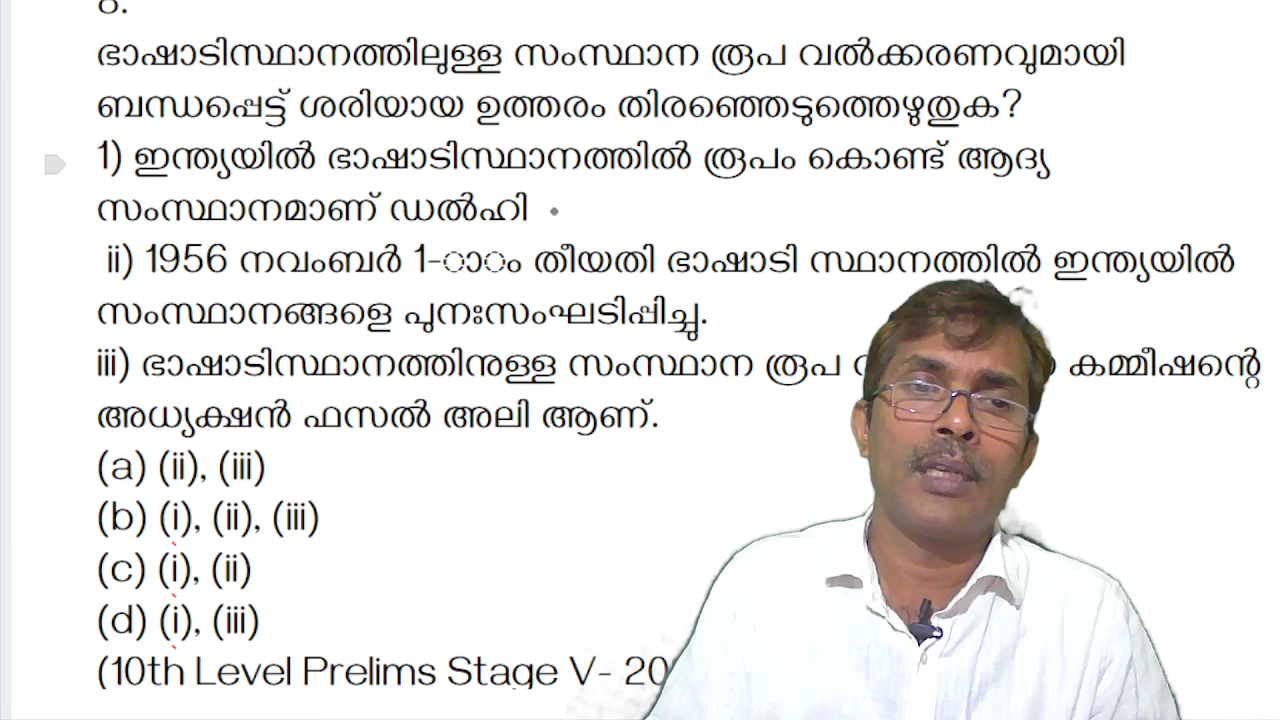 8.
ഭാഷാടിസ്ഥാനത്തിലുള്ള സംസ്ഥാന രൂപ വൽക്കരണവുമായി
ബന്ധപ്പെട്ട് ശരിയായ ഉത്തരം തിരഞ്ഞെടുത്തെഴുതുക?
1) ഇന്ത്യയിൽ ഭാഷാടിസ്ഥാനത്തിൽ രൂപം കൊണ്ട് ആദ്യ
സംസ്ഥാനമാണ് ഡൽഹി
ii) 1956 നവംബർ 1-ാാം തീയതി ഭാഷാടി സ്ഥാനത്തിൽ ഇന്ത്യയിൽ
സംസ്ഥാനങ്ങളെ പുനഃസംഘടിപ്പിച്ചു.
iii) ഭാഷാടിസ്ഥാനത്തിനുള്ള സംസ്ഥാന രൂപ കമ്മീഷന്റെ
അധ്യക്ഷൻ ഫസൽ അലി ആണ്.
(a) (ii), (iii)
(b) (i), (ii), (iii)
(c) (i), (ii)
(d) (i), (iii)
(10th Level Prelims Stage V- 20